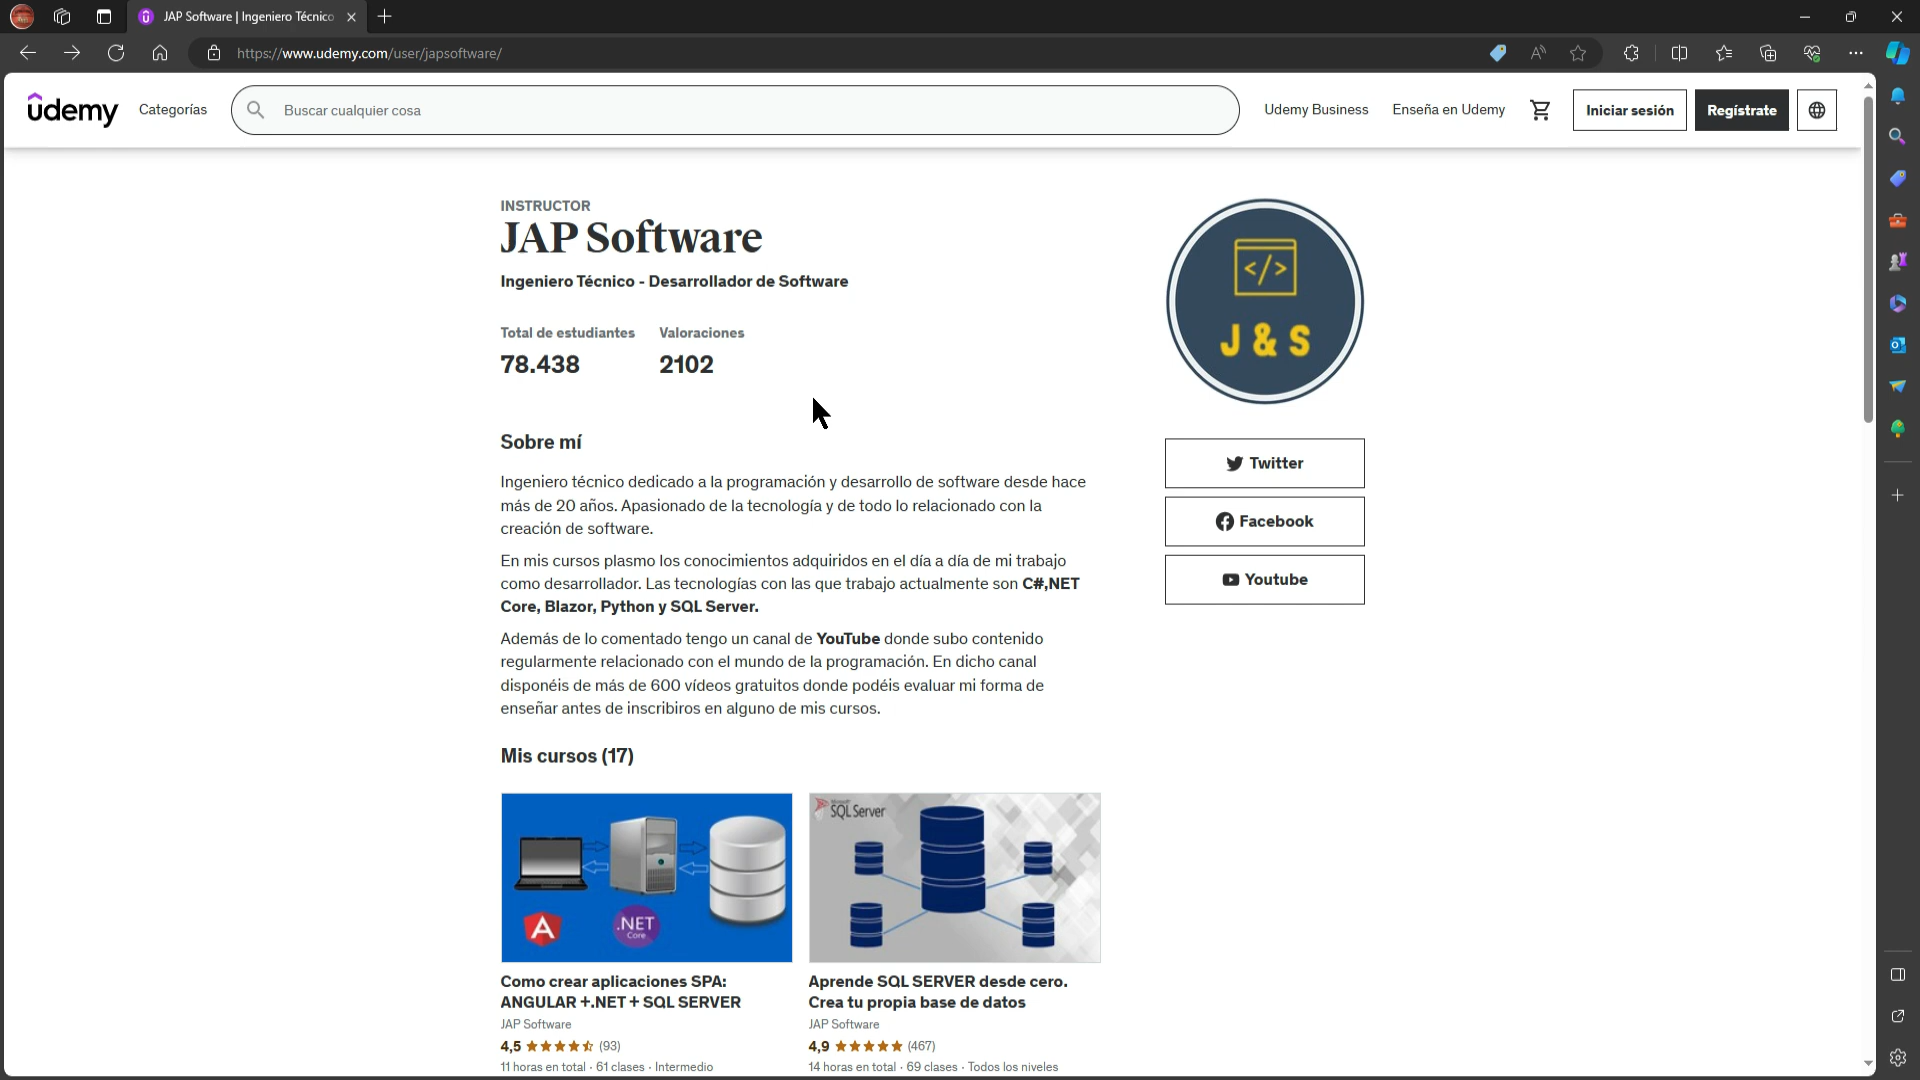 JAP Software | Ingeniero Técnico
https://www.udemy.com/user/japsoftware/
udemy
Categorías
Buscar cualquier cosa
Udemy Business
Enseña en Udemy
Iniciar sesión
Regístrate
INSTRUCTOR
JAP Software
Ingeniero Técnico - Desarrollador de Software
Total de estudiantes Valoraciones
78.438 2102
</>
J & S
Sobre mí
Ingeniero técnico dedicado a la programación y desarrollo de software desde hace
más de 20 años. Apasionado de la tecnología y de todo lo relacionado con la
creación de software.
En mis cursos plasmo los conocimientos adquiridos en el día a día de mi trabajo
como desarrollador. Las tecnologías con las que trabajo actualmente son C#,NET
Core, Blazor, Python y SQL Server.
Además de lo comentado tengo un canal de YouTube donde subo contenido
regularmente relacionado con el mundo de la programación. En dicho canal
disponéis de más de 600 vídeos gratuitos donde podéis evaluar mi forma de
enseñar antes de inscribiros en alguno de mis cursos.
Twitter
Facebook
Youtube
Mis cursos (17)
A
.NET
Core
SQL Server
Como crear aplicaciones SPA:
ANGULAR +.NET + SQL SERVER
JAP Software
4,5 (93)
11 horas en total · 61 clases · Intermedio
Aprende SQL SERVER desde cero.
Crea tu propia base de datos
JAP Software
4,9 (467)
14 horas en total · 69 clases · Todos los niveles